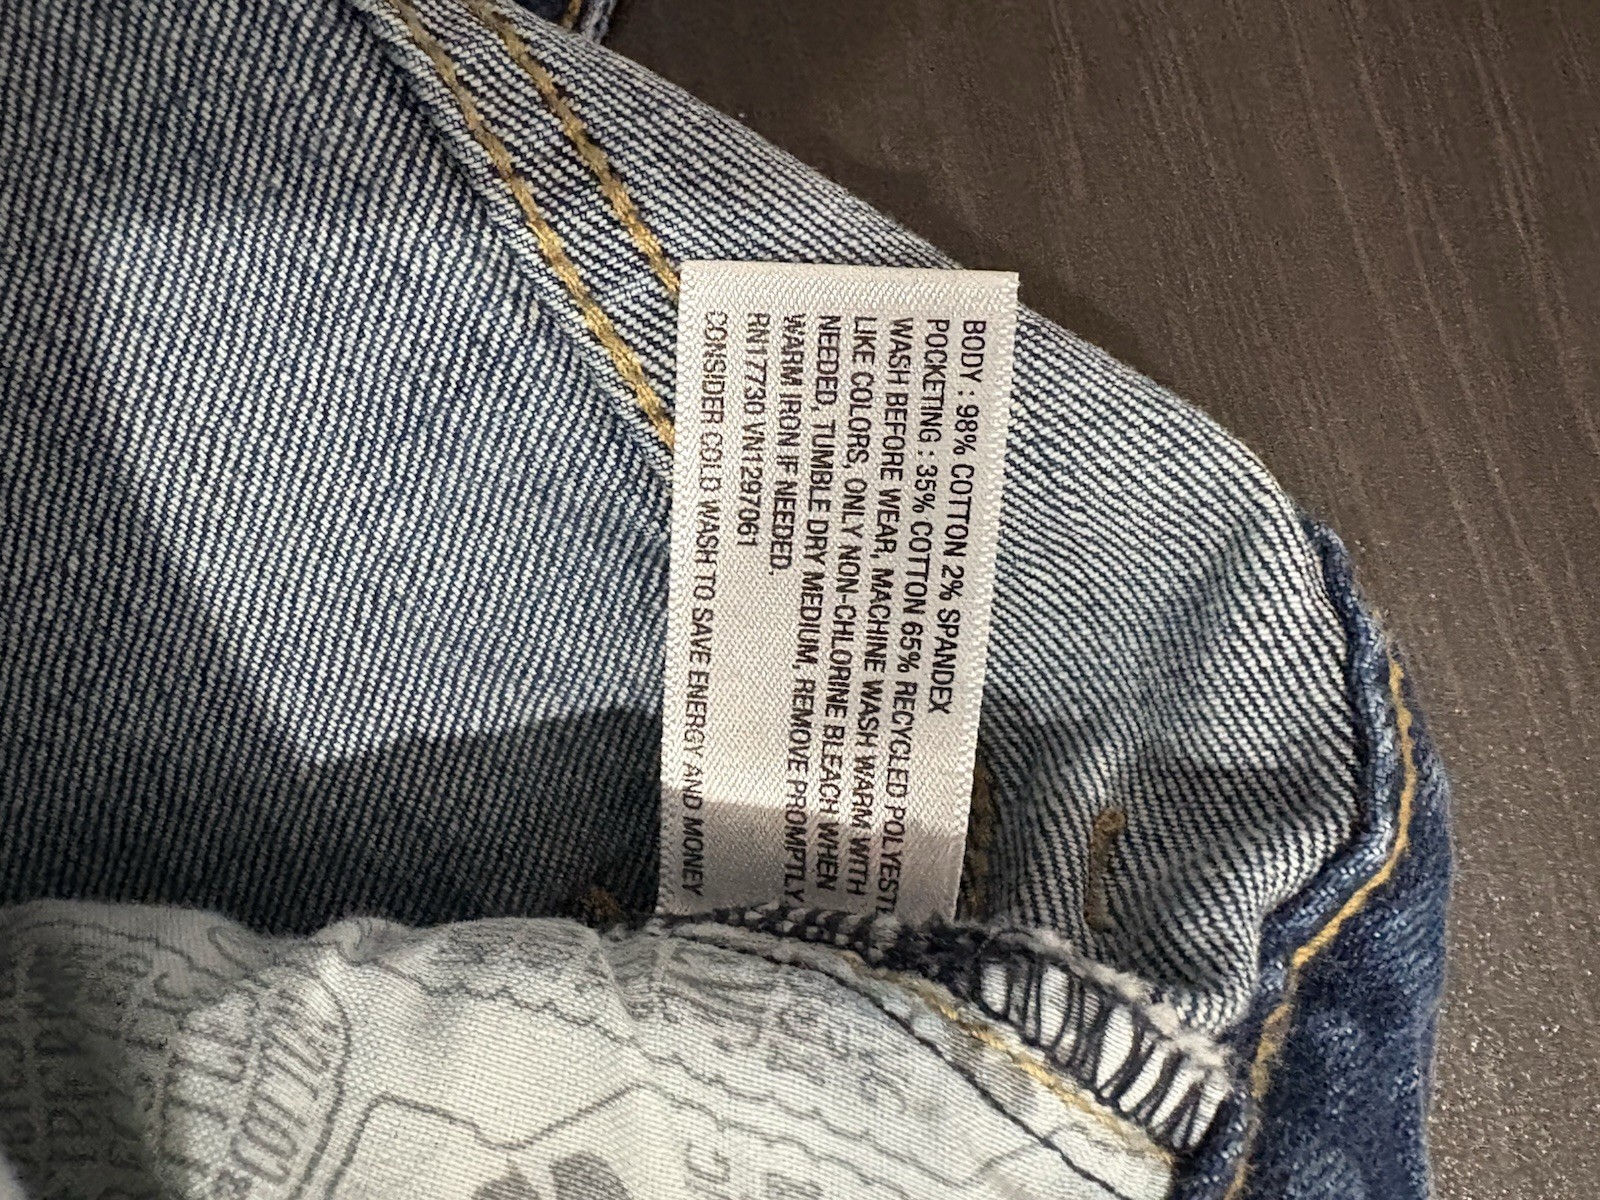 BODY : 98% COTTON 2% SPANDEX
POCKETING : 35% COTTON 65% RECYCLED POLYEST
WASH BEFORE WEAR, MACHINE WASH WARM WITH
LIKE COLORS, ONLY NON-CHLORINE BLEACH WHEN
NEEDED, TUMBLE DRY MEDIUM, REMOVE PROMPTLY
WARM IRON IF NEEDED.
RN17730 VN1297061
CONSIDER COLD WASH TO SAVE ENERGY AND MONEY